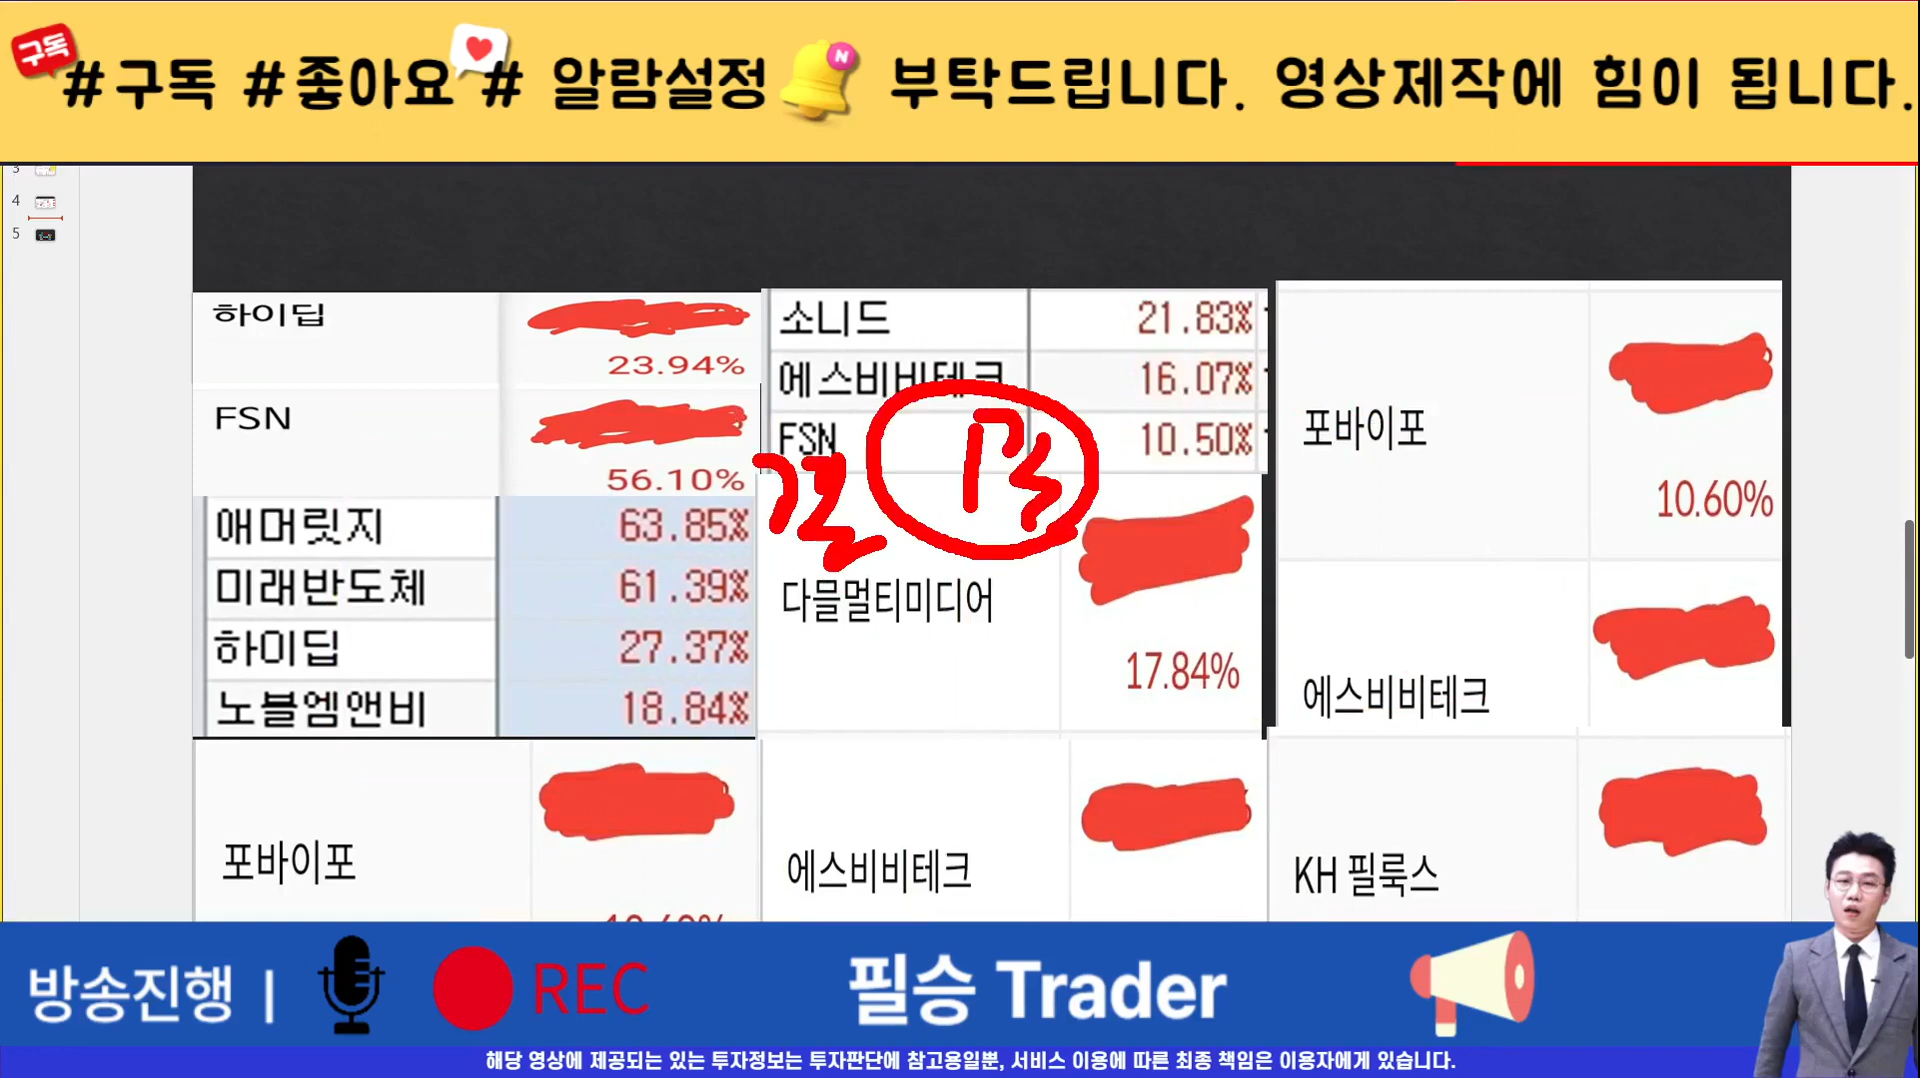 구독
#구독 #좋아요 # 알람설정 N 부탁드립니다. 영상제작에 힘이 됩니다.
3
4
5
하이딥
23.94%
FSN
56.10%
애머릿지 63.85%
미래반도체 61.39%
하이딥 27.37%
노블엠앤비 18.84%
소니드 21.83%
에스비비테크 16.07%
FSN 10.50%
다믈멀티미디어
17.84%
포바이포
10.60%
에스비비테크
포바이포
에스비비테크
KH 필룩스
방송진행 | REC 필승 Trader
해당 영상에 제공되는 있는 투자정보는 투자판단에 참고용일뿐, 서비스 이용에 따른 최종 책임은 이용자에게 있습니다.